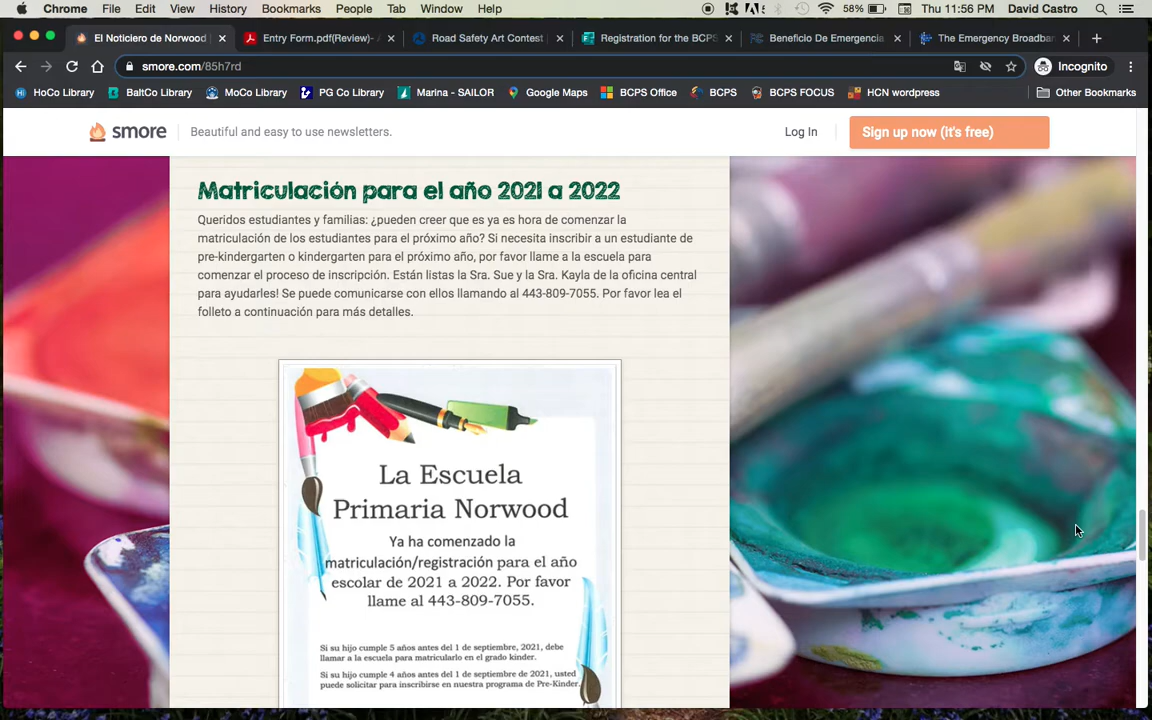 Chrome File Edit View History Bookmarks People Tab Window Help 58% Thu 11:56 PM David Castro
El Noticiero de Norwood Entry Form.pdf(Review)- Road Safety Art Contest Registration for the BCPS Beneficio De Emergencia The Emergency Broadba
smore.com/85h7rd Incognito
HoCo Library BaltCo Library MoCo Library PG Co Library Marina - SAILOR Google Maps BCPS Office BCPS BCPS FOCUS HCN wordpress Other Bookmarks
smore Beautiful and easy to use newsletters. Log In Sign up now (it's free)
Matriculación para el año 2021 a 2022
Queridos estudiantes y familias: ¿pueden creer que es ya es hora de comenzar la
matriculación de los estudiantes para el próximo año? Si necesita inscribir a un estudiante de
pre-kindergarten o kindergarten para el próximo año, por favor llame a la escuela para
comenzar el proceso de inscripción. Están listas la Sra. Sue y la Sra. Kayla de la oficina central
para ayudarles! Se puede comunicarse con ellos llamando al 443-809-7055. Por favor lea el
folleto a continuación para más detalles.
La Escuela
Primaria Norwood
Ya ha comenzado la
matriculación/registración para el año
escolar de 2021 a 2022. Por favor
llame al 443-809-7055.
Si su hijo cumple 5 años antes del 1 de septiembre, 2021, debe
llamar a la escuela para matricularlo en el grado kinder.
Si su hijo cumple 4 años antes del 1 de septiembre de 2021, usted
puede solicitar para inscribirse en nuestra programa de Pre-Kinder.